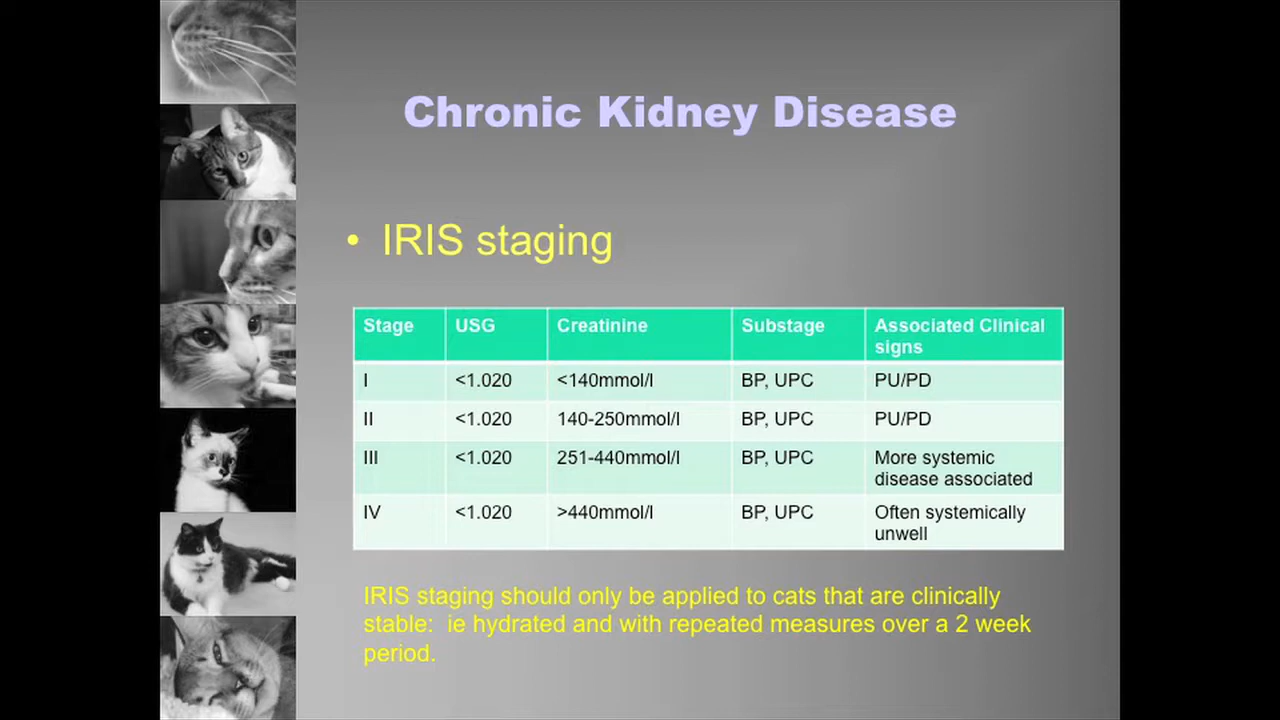 Chronic Kidney Disease
• IRIS staging
Stage USG Creatinine Substage Associated Clinical signs
I <1.020 <140mmol/l BP, UPC PU/PD
II <1.020 140-250mmol/l BP, UPC PU/PD
III <1.020 251-440mmol/l BP, UPC More systemic disease associated
IV <1.020 >440mmol/l BP, UPC Often systemically unwell
IRIS staging should only be applied to cats that are clinically
stable: ie hydrated and with repeated measures over a 2 week
period.